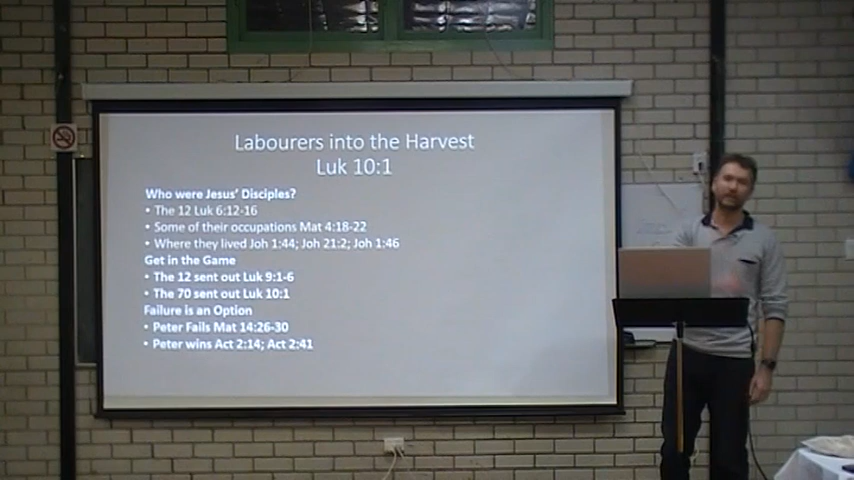 Labourers into the Harvest
Luk 10:1
Who were Jesus' Disciples?
• The 12 Luk 6:12-16
• Some of their occupations Mat 4:18-22
• Where they lived Joh 1:44; Joh 21:2; Joh 1:46
Get in the Game
• The 12 sent out Luk 9:1-6
• The 70 sent out Luk 10:1
Failure is an Option
• Peter Fails Mat 14:26-30
• Peter wins Act 2:14; Act 2:41